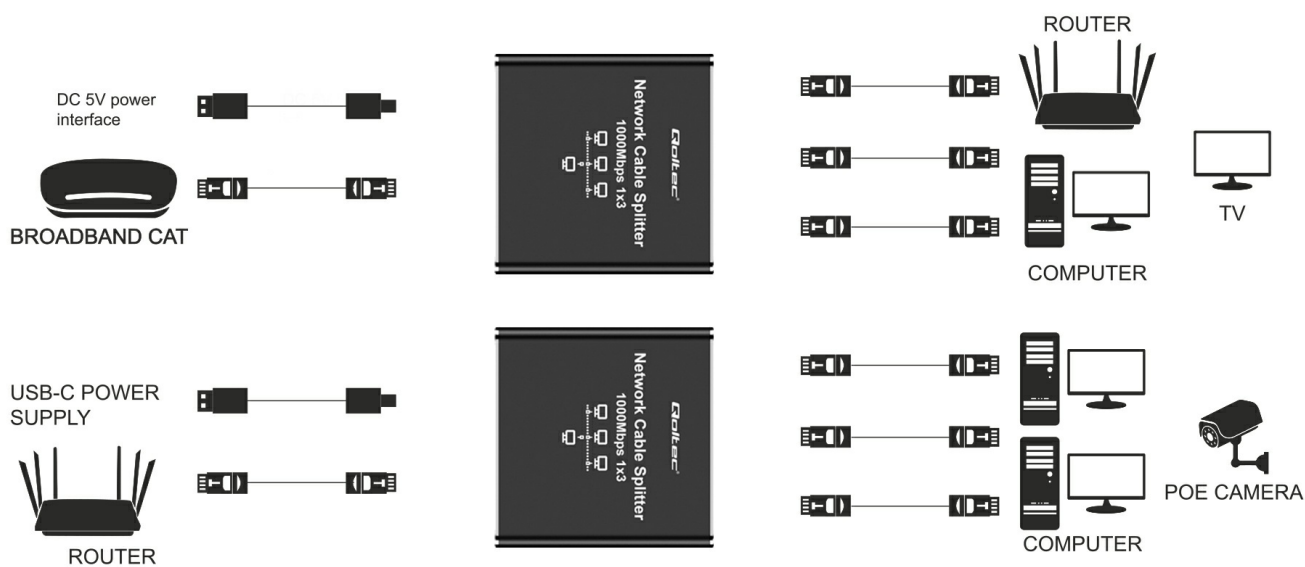 ROUTER
DC 5V power
interface
BROADBAND CAT
Qoltec
Network Cable Splitter
1000Mbps 1x3
TV
COMPUTER
USB-C POWER
SUPPLY
ROUTER
Qoltec
Network Cable Splitter
1000Mbps 1x3
POE CAMERA
COMPUTER